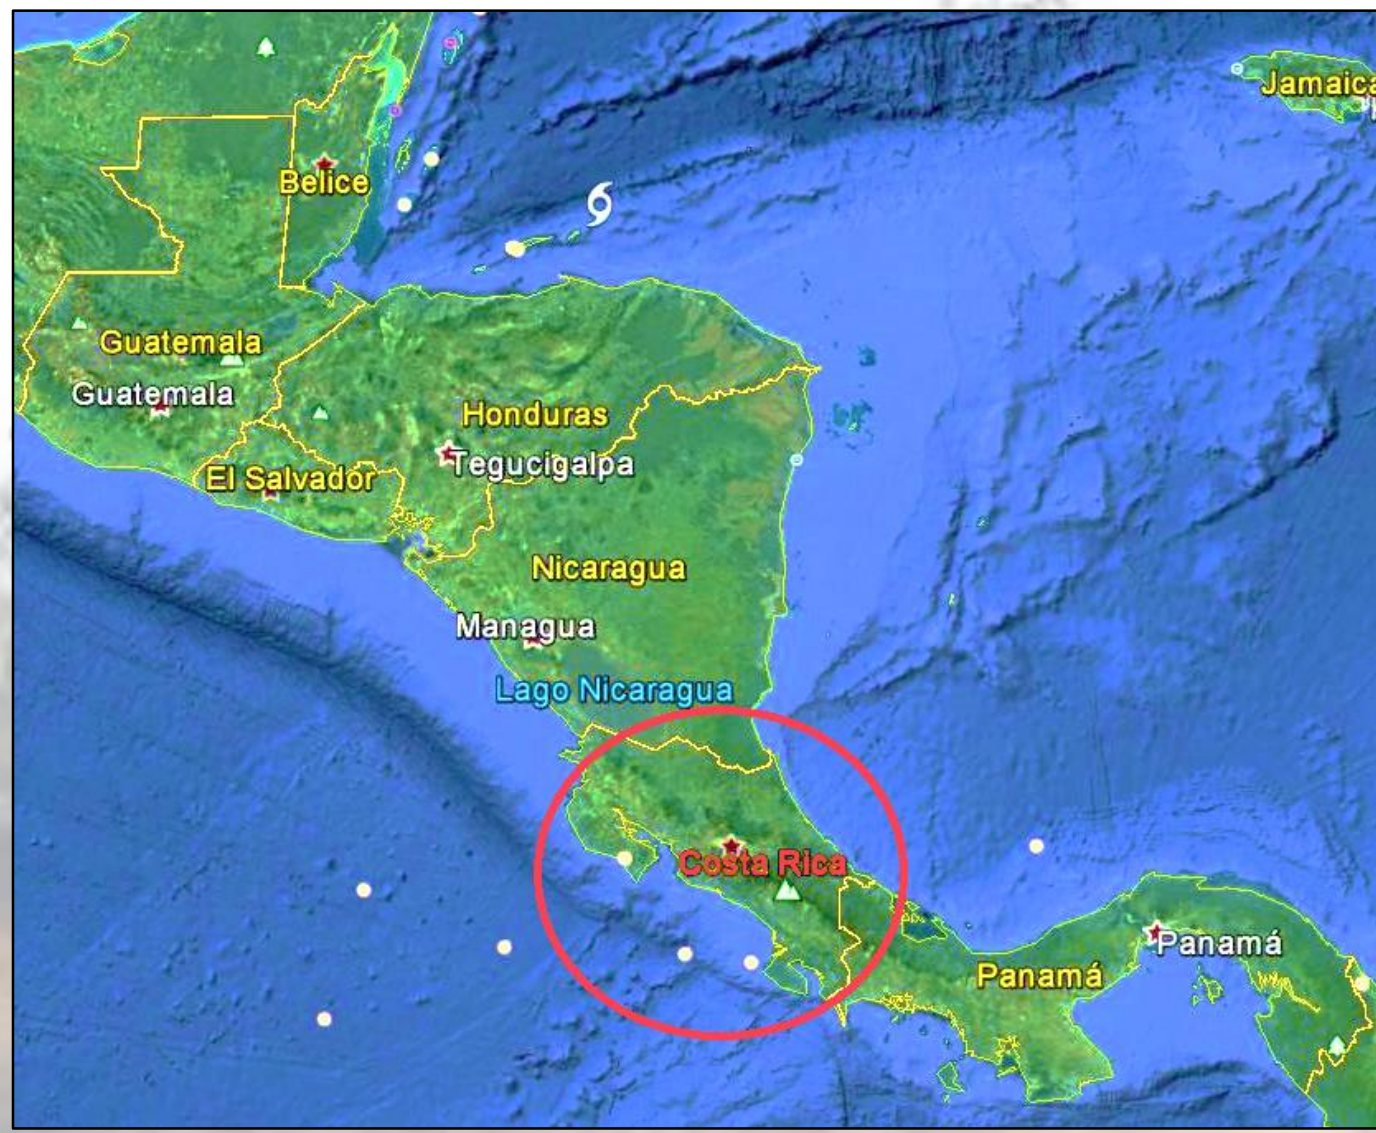 Jamaica
Belice
Guatemala
Guatemala
Honduras
Tegucigalpa
El Salvador
Nicaragua
Managua
Lago Nicaragua
Costa Rica
Panamá
Panamá